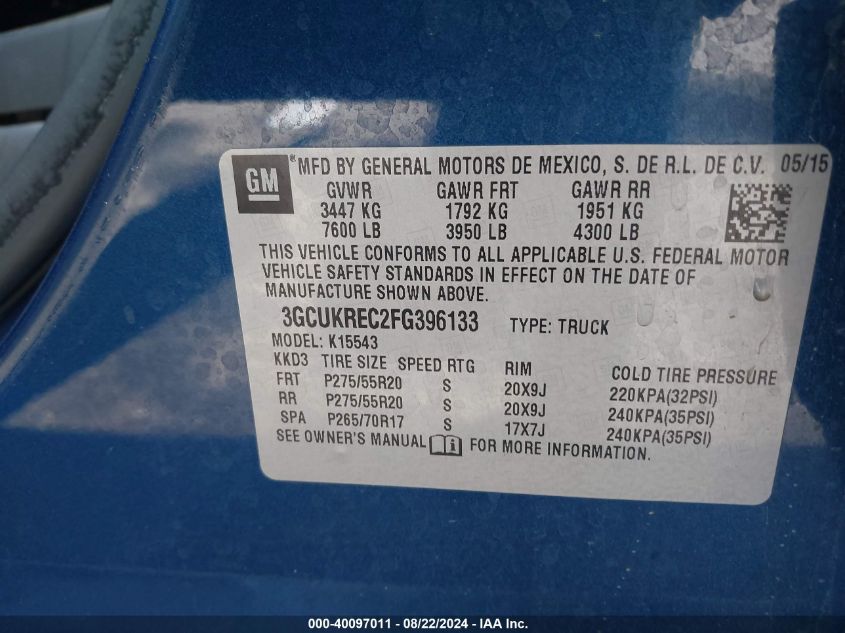 GM *MFD BY GENERAL MOTORS DE MEXICO, S. DE R.L. DE C.V. 05/15
GVWR GAWR FRT GAWR RR
3447 KG 1792 KG 1951 KG
7600 LB 3950 LB 4300 LB
THIS VEHICLE CONFORMS TO ALL APPLICABLE U.S. FEDERAL MOTOR
VEHICLE SAFETY STANDARDS IN EFFECT ON THE DATE OF
MANUFACTURE SHOWN ABOVE.
3GCUKREC2FG396133 TYPE: TRUCK
MODEL: K15543
KKD3 TIRE SIZE SPEED RTG RIM COLD TIRE PRESSURE
FRT P275/55R20 S 20X9J 220KPA(32PSI)
RR P275/55R20 S 20X9J 240KPA(35PSI)
SPA P265/70R17 S 17X7J 240KPA(35PSI)
SEE OWNER'S MANUAL FOR MORE INFORMATION.
000-40097011 - 08/22/2024 - IAA Inc.